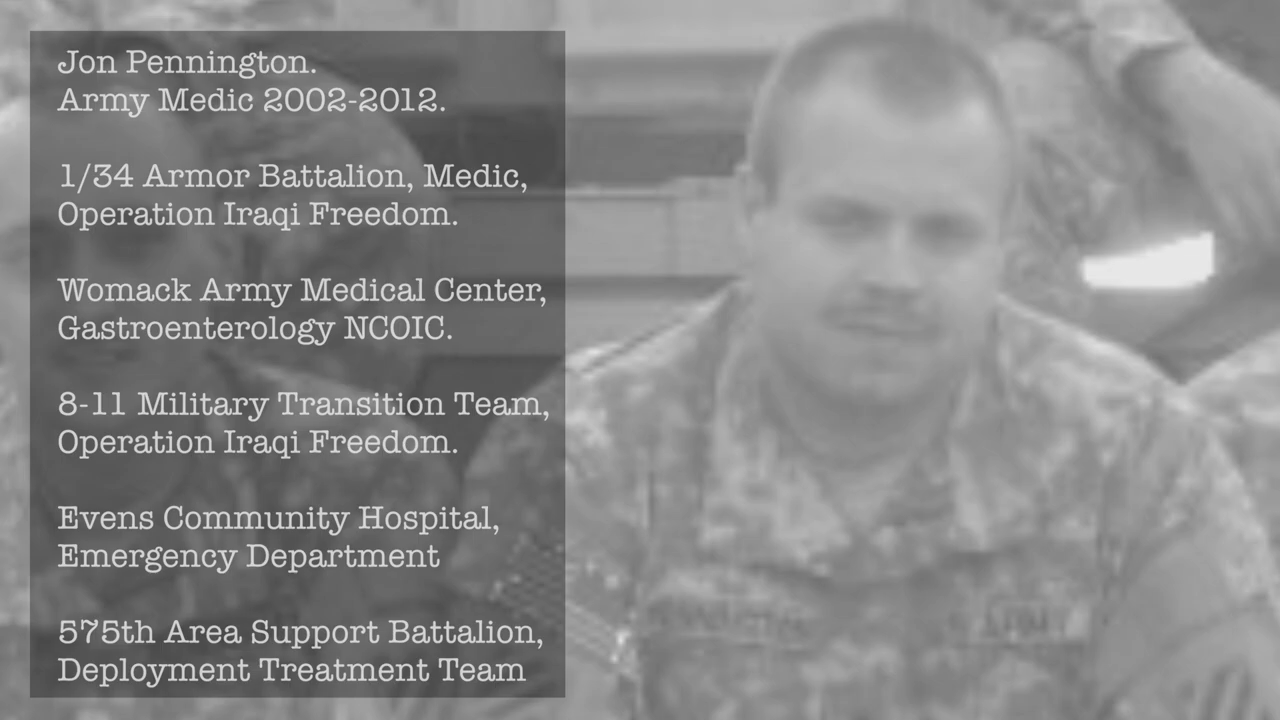 Jon Pennington.
Army Medic 2002-2012.
1/34 Armor Battalion, Medic,
Operation Iraqi Freedom.
Womack Army Medical Center,
Gastroenterology NCOIC.
8-11 Military Transition Team,
Operation Iraqi Freedom.
Evens Community Hospital,
Emergency Department
575th Area Support Battalion,
Deployment Treatment Team